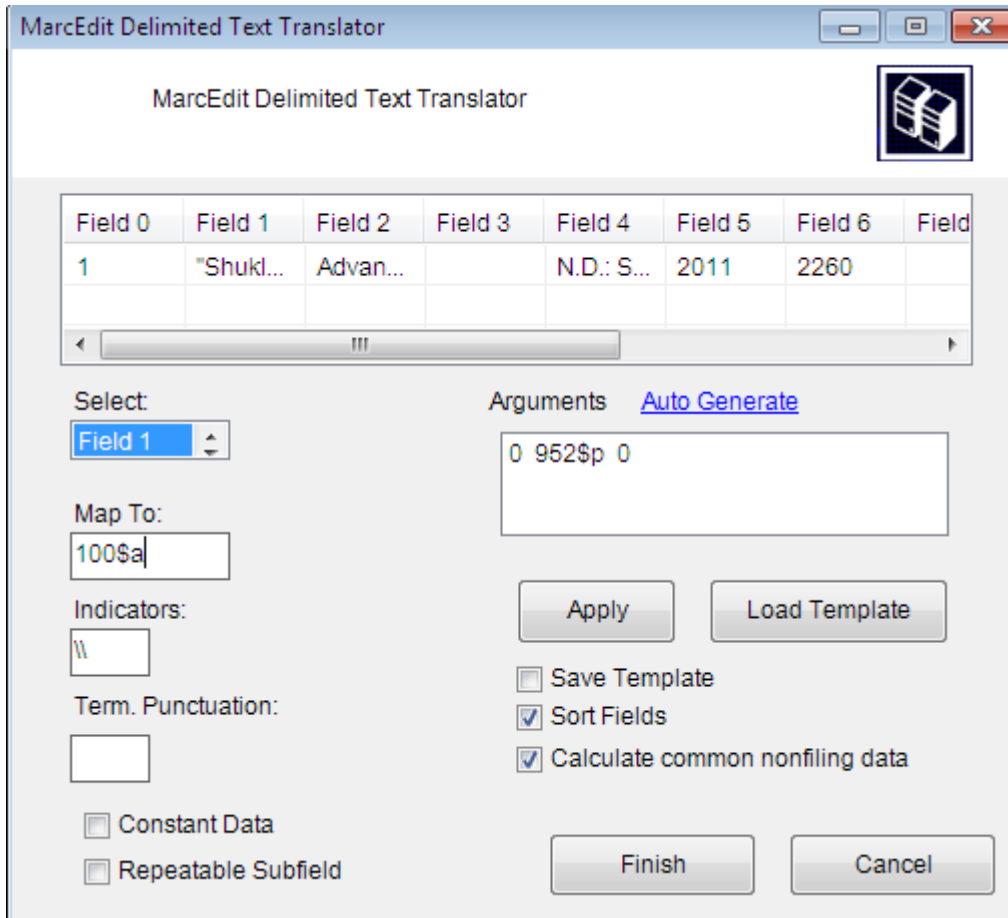 MarcEdit Delimited Text Translator
MarcEdit Delimited Text Translator
Field 0 Field 1 Field 2 Field 3 Field 4 Field 5 Field 6 Field
1 "Shukl... Advan... N.D.: S... 2011 2260
Select:
Field 1
Map To:
100$a
Indicators:
\\
Term. Punctuation:
Constant Data
Repeatable Subfield
Arguments Auto Generate
0 952$p 0
Apply Load Template
Save Template
Sort Fields
Calculate common nonfiling data
Finish Cancel